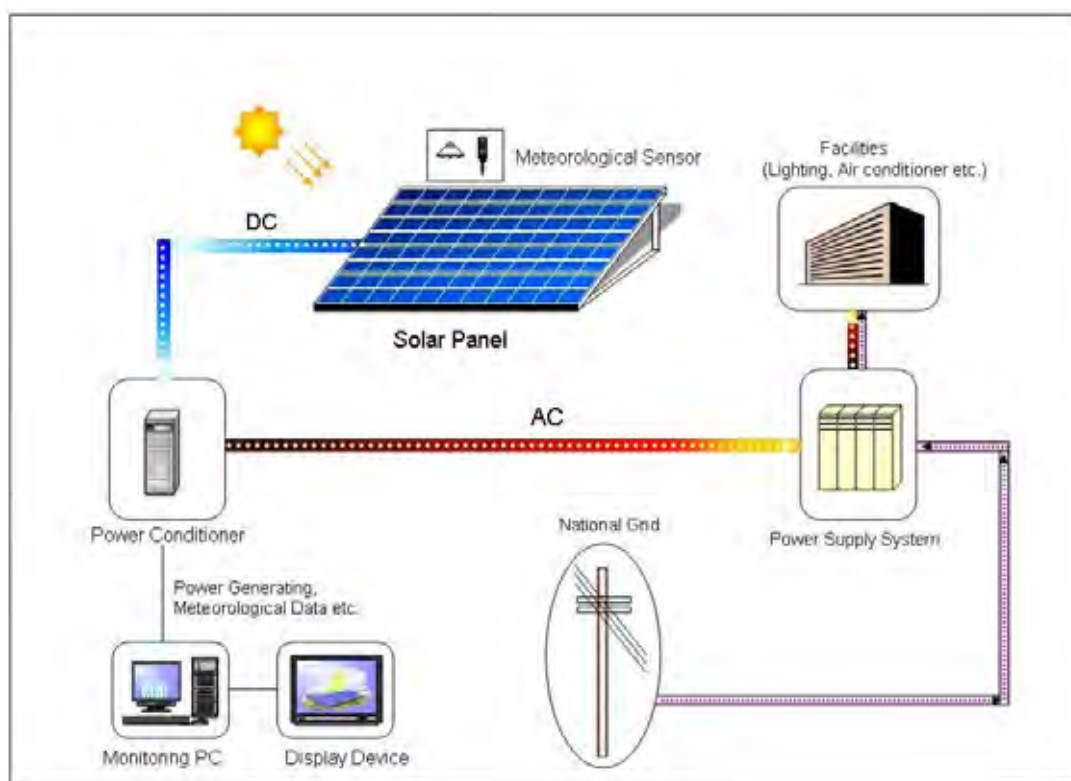 Meteorological Sensor
Facilities
(Lighting, Air conditioner etc.)
DC
Solar Panel
AC
Power Conditioner
National Grid
Power Supply System
Power Generating,
Meteorological Data etc.
Monitoring PC
Display Device